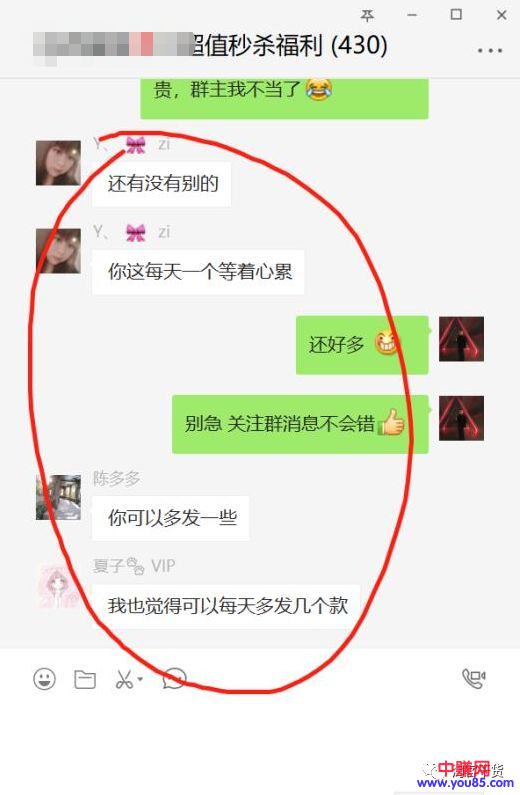 超值秒杀福利 (430)
贵，群主我不当了
Y、 zi
还有没有别的
Y、 zi
你这每天一个等着心累
还好多
别急 关注群消息不会错
陈多多
你可以多发一些
夏子 VIP
我也觉得可以每天多发几个款
中赚网
货
www.you85.com